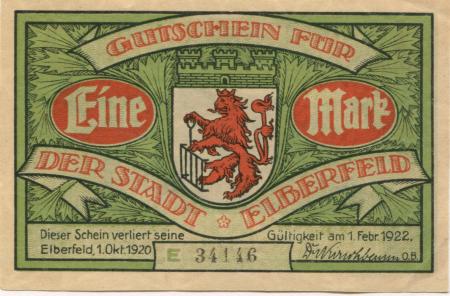 GUTSCHEIN FÜR
Eine Mark
DER STADT ELBERFELD
Dieser Schein verliert seine Gültigkeit am 1. Febr. 1922.
Elberfeld, 1. Okt. 1920
E 34146
O.B.